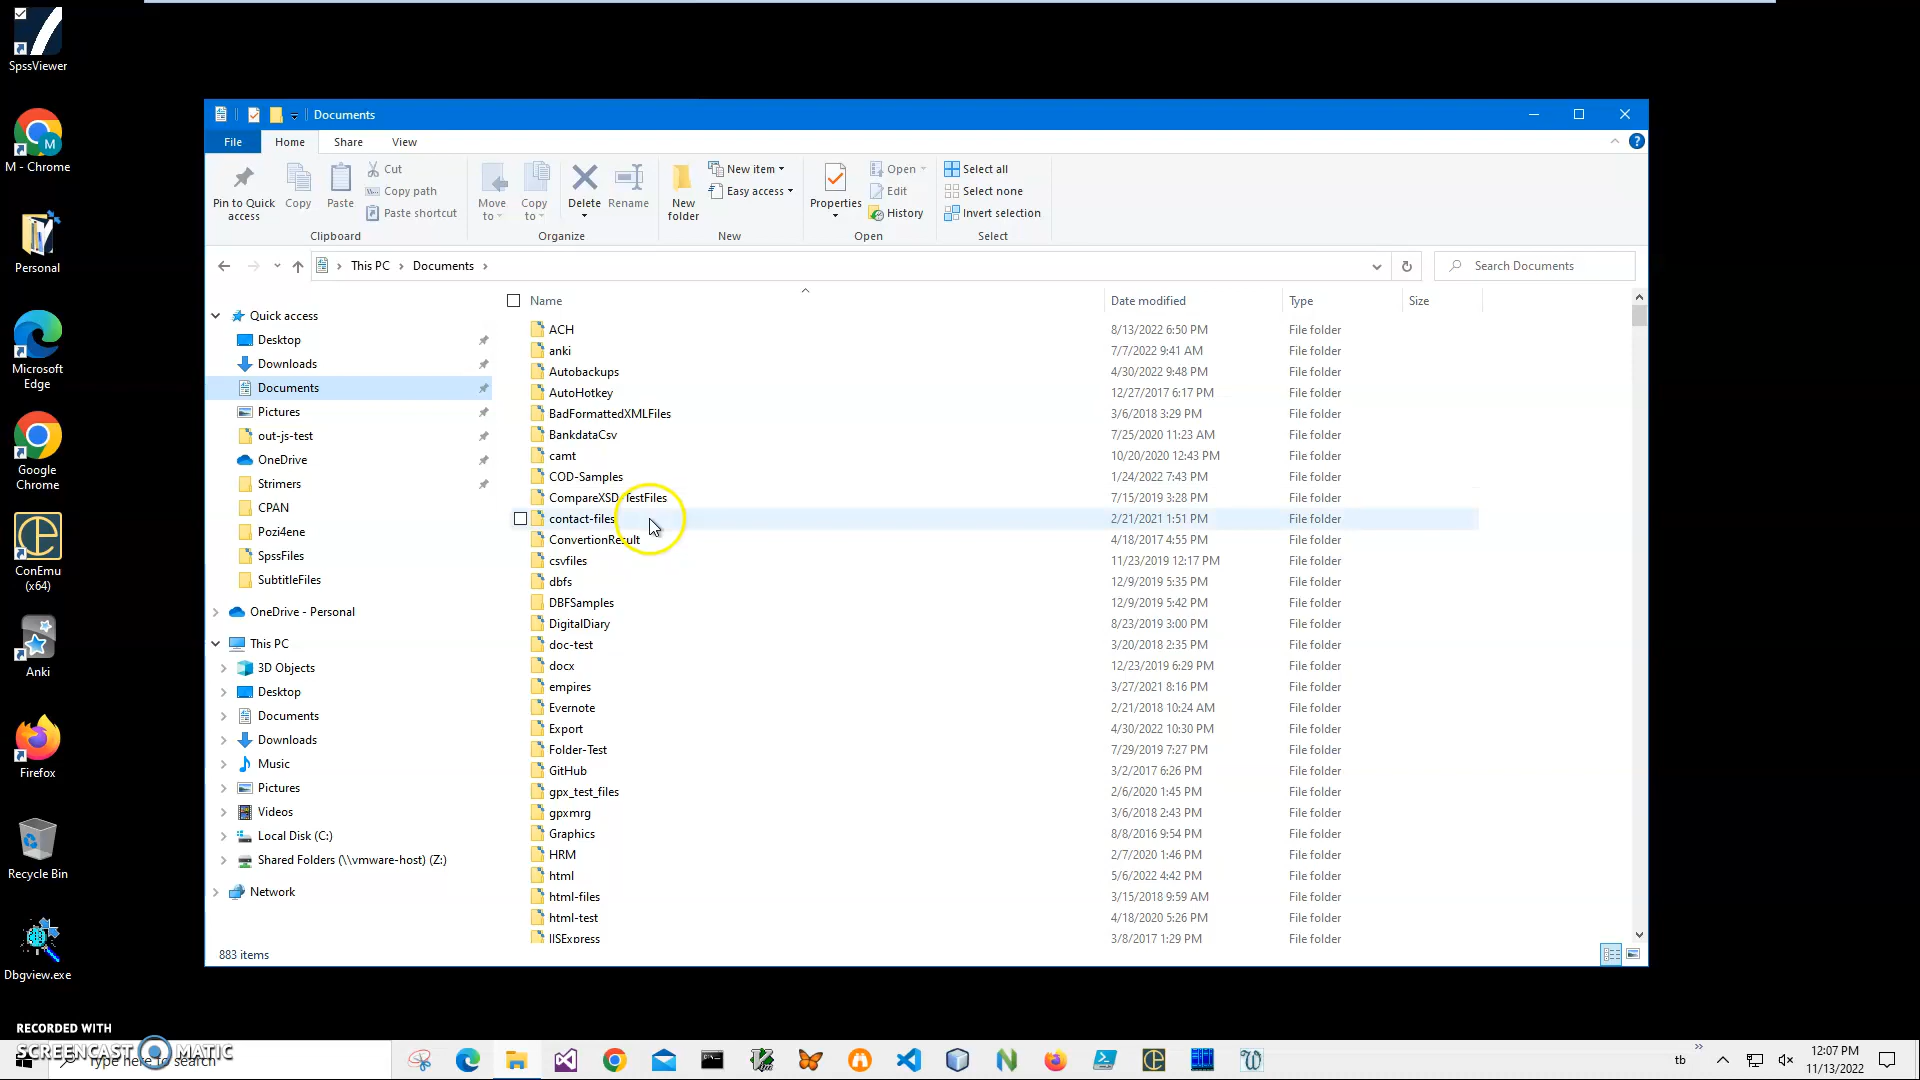 SpssViewer
M - Chrome
Personal
Microsoft
Edge
Google
Chrome
ConEmu
(x64)
Anki
Firefox
Recycle Bin
Dbgview.exe
Documents
File Home Share View
Pin to Quick
access
Copy
Paste
Cut
Copy path
Paste shortcut
Clipboard
Move
to
Copy
to
Delete
Rename
Organize
New
folder
New item
Easy access
New
Properties
Open
Edit
History
Open
Select all
Select none
Invert selection
Select
This PC > Documents >
Search Documents
Quick access
Desktop
Downloads
Documents
Pictures
out-js-test
OneDrive
Strimers
CPAN
Pozi4ene
SpssFiles
SubtitleFiles
OneDrive - Personal
This PC
3D Objects
Desktop
Documents
Downloads
Music
Pictures
Videos
Local Disk (C:)
Shared Folders (\\vmware-host) (Z:)
Network
Name Date modified Type Size
ACH 8/13/2022 6:50 PM File folder
anki 7/7/2022 9:41 AM File folder
Autobackups 4/30/2022 9:48 PM File folder
AutoHotkey 12/27/2017 6:17 PM File folder
BadFormattedXMLFiles 3/6/2018 3:29 PM File folder
BankdataCsv 7/25/2020 11:23 AM File folder
camt 10/20/2020 12:43 PM File folder
COD-Samples 1/24/2022 7:43 PM File folder
CompareXSD-TestFiles 7/15/2019 3:28 PM File folder
contact-files 2/21/2021 1:51 PM File folder
ConvertionResult 4/18/2017 4:55 PM File folder
csvfiles 11/23/2019 12:17 PM File folder
dbfs 12/9/2019 5:35 PM File folder
DBFSamples 12/9/2019 5:42 PM File folder
DigitalDiary 8/23/2019 3:00 PM File folder
doc-test 3/20/2018 2:35 PM File folder
docx 12/23/2019 6:29 PM File folder
empires 3/27/2021 8:16 PM File folder
Evernote 2/21/2018 10:24 AM File folder
Export 4/30/2022 10:30 PM File folder
Folder-Test 7/29/2019 7:27 PM File folder
GitHub 3/2/2017 6:26 PM File folder
gpx_test_files 2/6/2020 1:45 PM File folder
gpxmrg 3/6/2018 2:43 PM File folder
Graphics 8/8/2016 9:54 PM File folder
HRM 2/7/2020 1:46 PM File folder
html 5/6/2022 4:42 PM File folder
html-files 3/15/2018 9:59 AM File folder
html-test 4/18/2020 5:26 PM File folder
IISExpress 3/8/2017 1:29 PM File folder
883 items
RECORDED WITH
SCREENCAST MATIC
Type here to search
tb
12:07 PM
11/13/2022